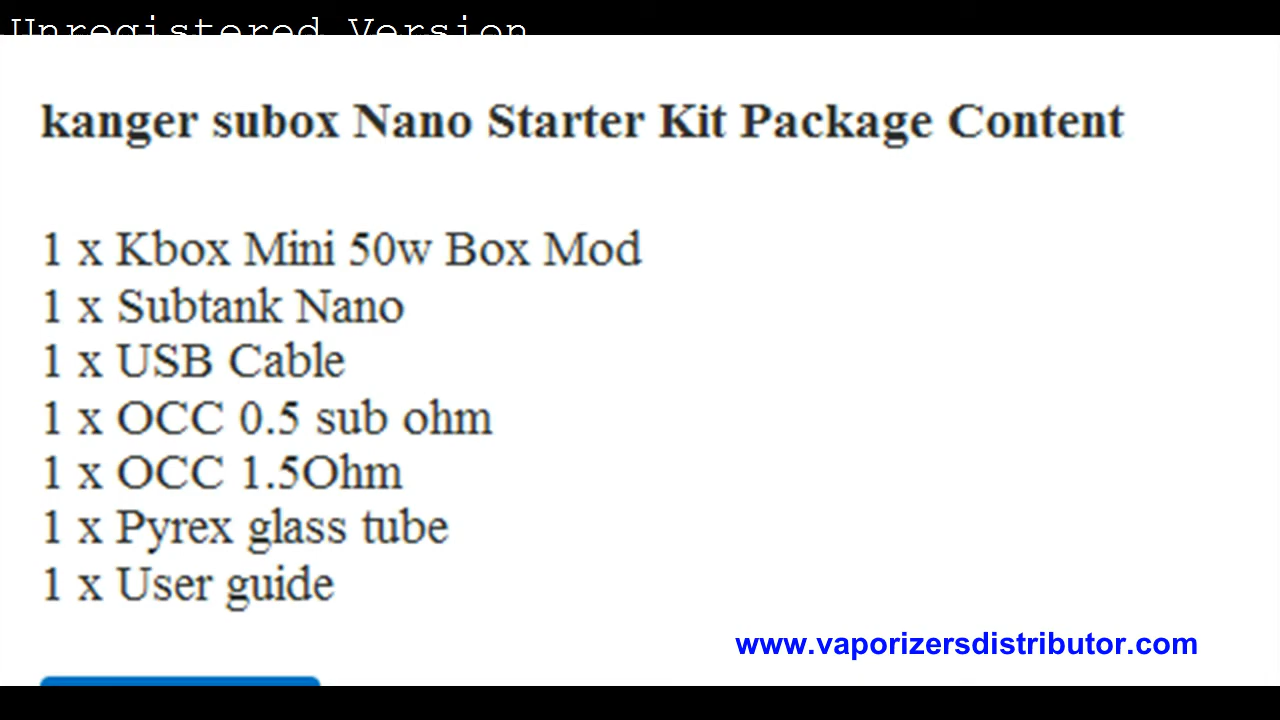 Unregistered Version
kanger subox Nano Starter Kit Package Content
1 x Kbox Mini 50w Box Mod
1 x Subtank Nano
1 x USB Cable
1 x OCC 0.5 sub ohm
1 x OCC 1.5Ohm
1 x Pyrex glass tube
1 x User guide
www.vaporizersdistributor.com